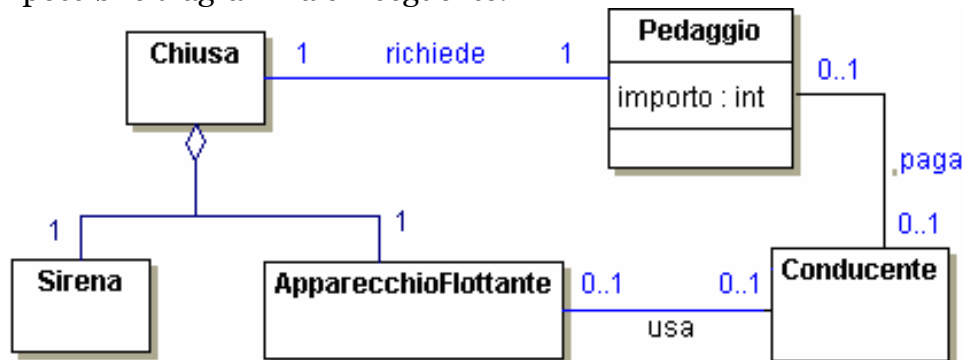 Chiusa
1 richiede 1
Pedaggio
importo : int
0..1
paga
0..1
1
1
Sirena
ApparecchioFlottante
0..1 0..1
usa
Conducente